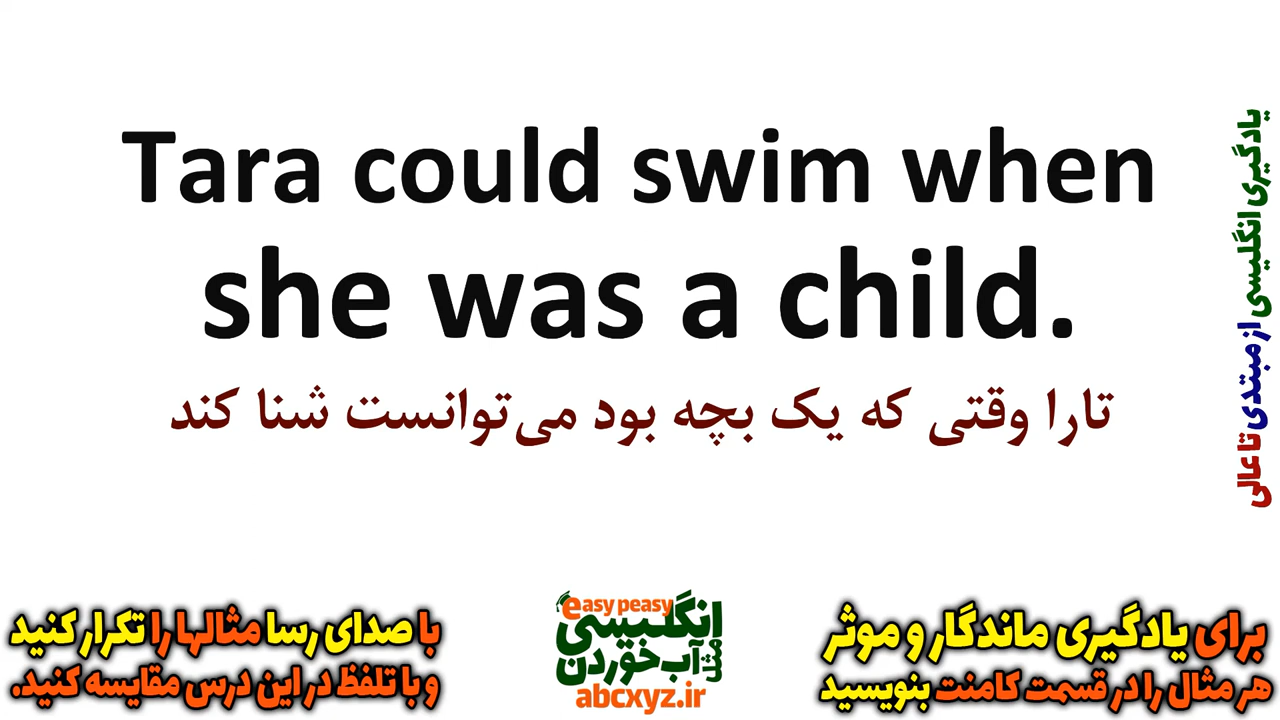 Tara could swim when
she was a child.
تارا وقتی که یک بچه بود می‌توانست شنا کند
یادگیری انگلیسی از مبتدی تا عالی
با صدای رسا مثالها را تکرار کنید
و با تلفظ در این درس مقایسه کنید.
easy peasy
انگلیسی
مثل آب خوردن
abcxyz.ir
برای یادگیری ماندگار و موثر
هر مثال را در قسمت کامنت بنویسید